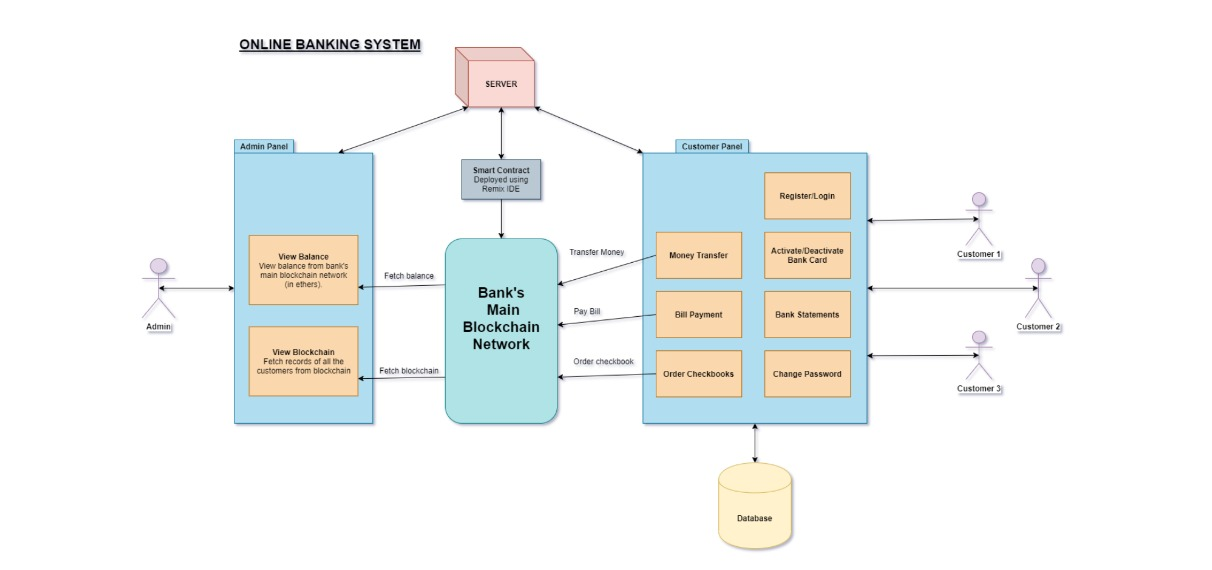 ONLINE BANKING SYSTEM
SERVER
Admin Panel
Customer Panel
Smart Contract
Deployed using
Remix IDE
Register/Login
View Balance
View balance from bank's
main blockchain network
(in ethers).
Fetch balance
Transfer Money
Money Transfer
Activate/Deactivate
Bank Card
Customer 1
Bank's
Main
Blockchain
Network
Pay Bill
Bill Payment
Bank Statements
Admin
Customer 2
View Blockchain
Fetch records of all the
customers from blockchain
Fetch blockchain
Order checkbook
Order Checkbooks
Change Password
Customer 3
Database